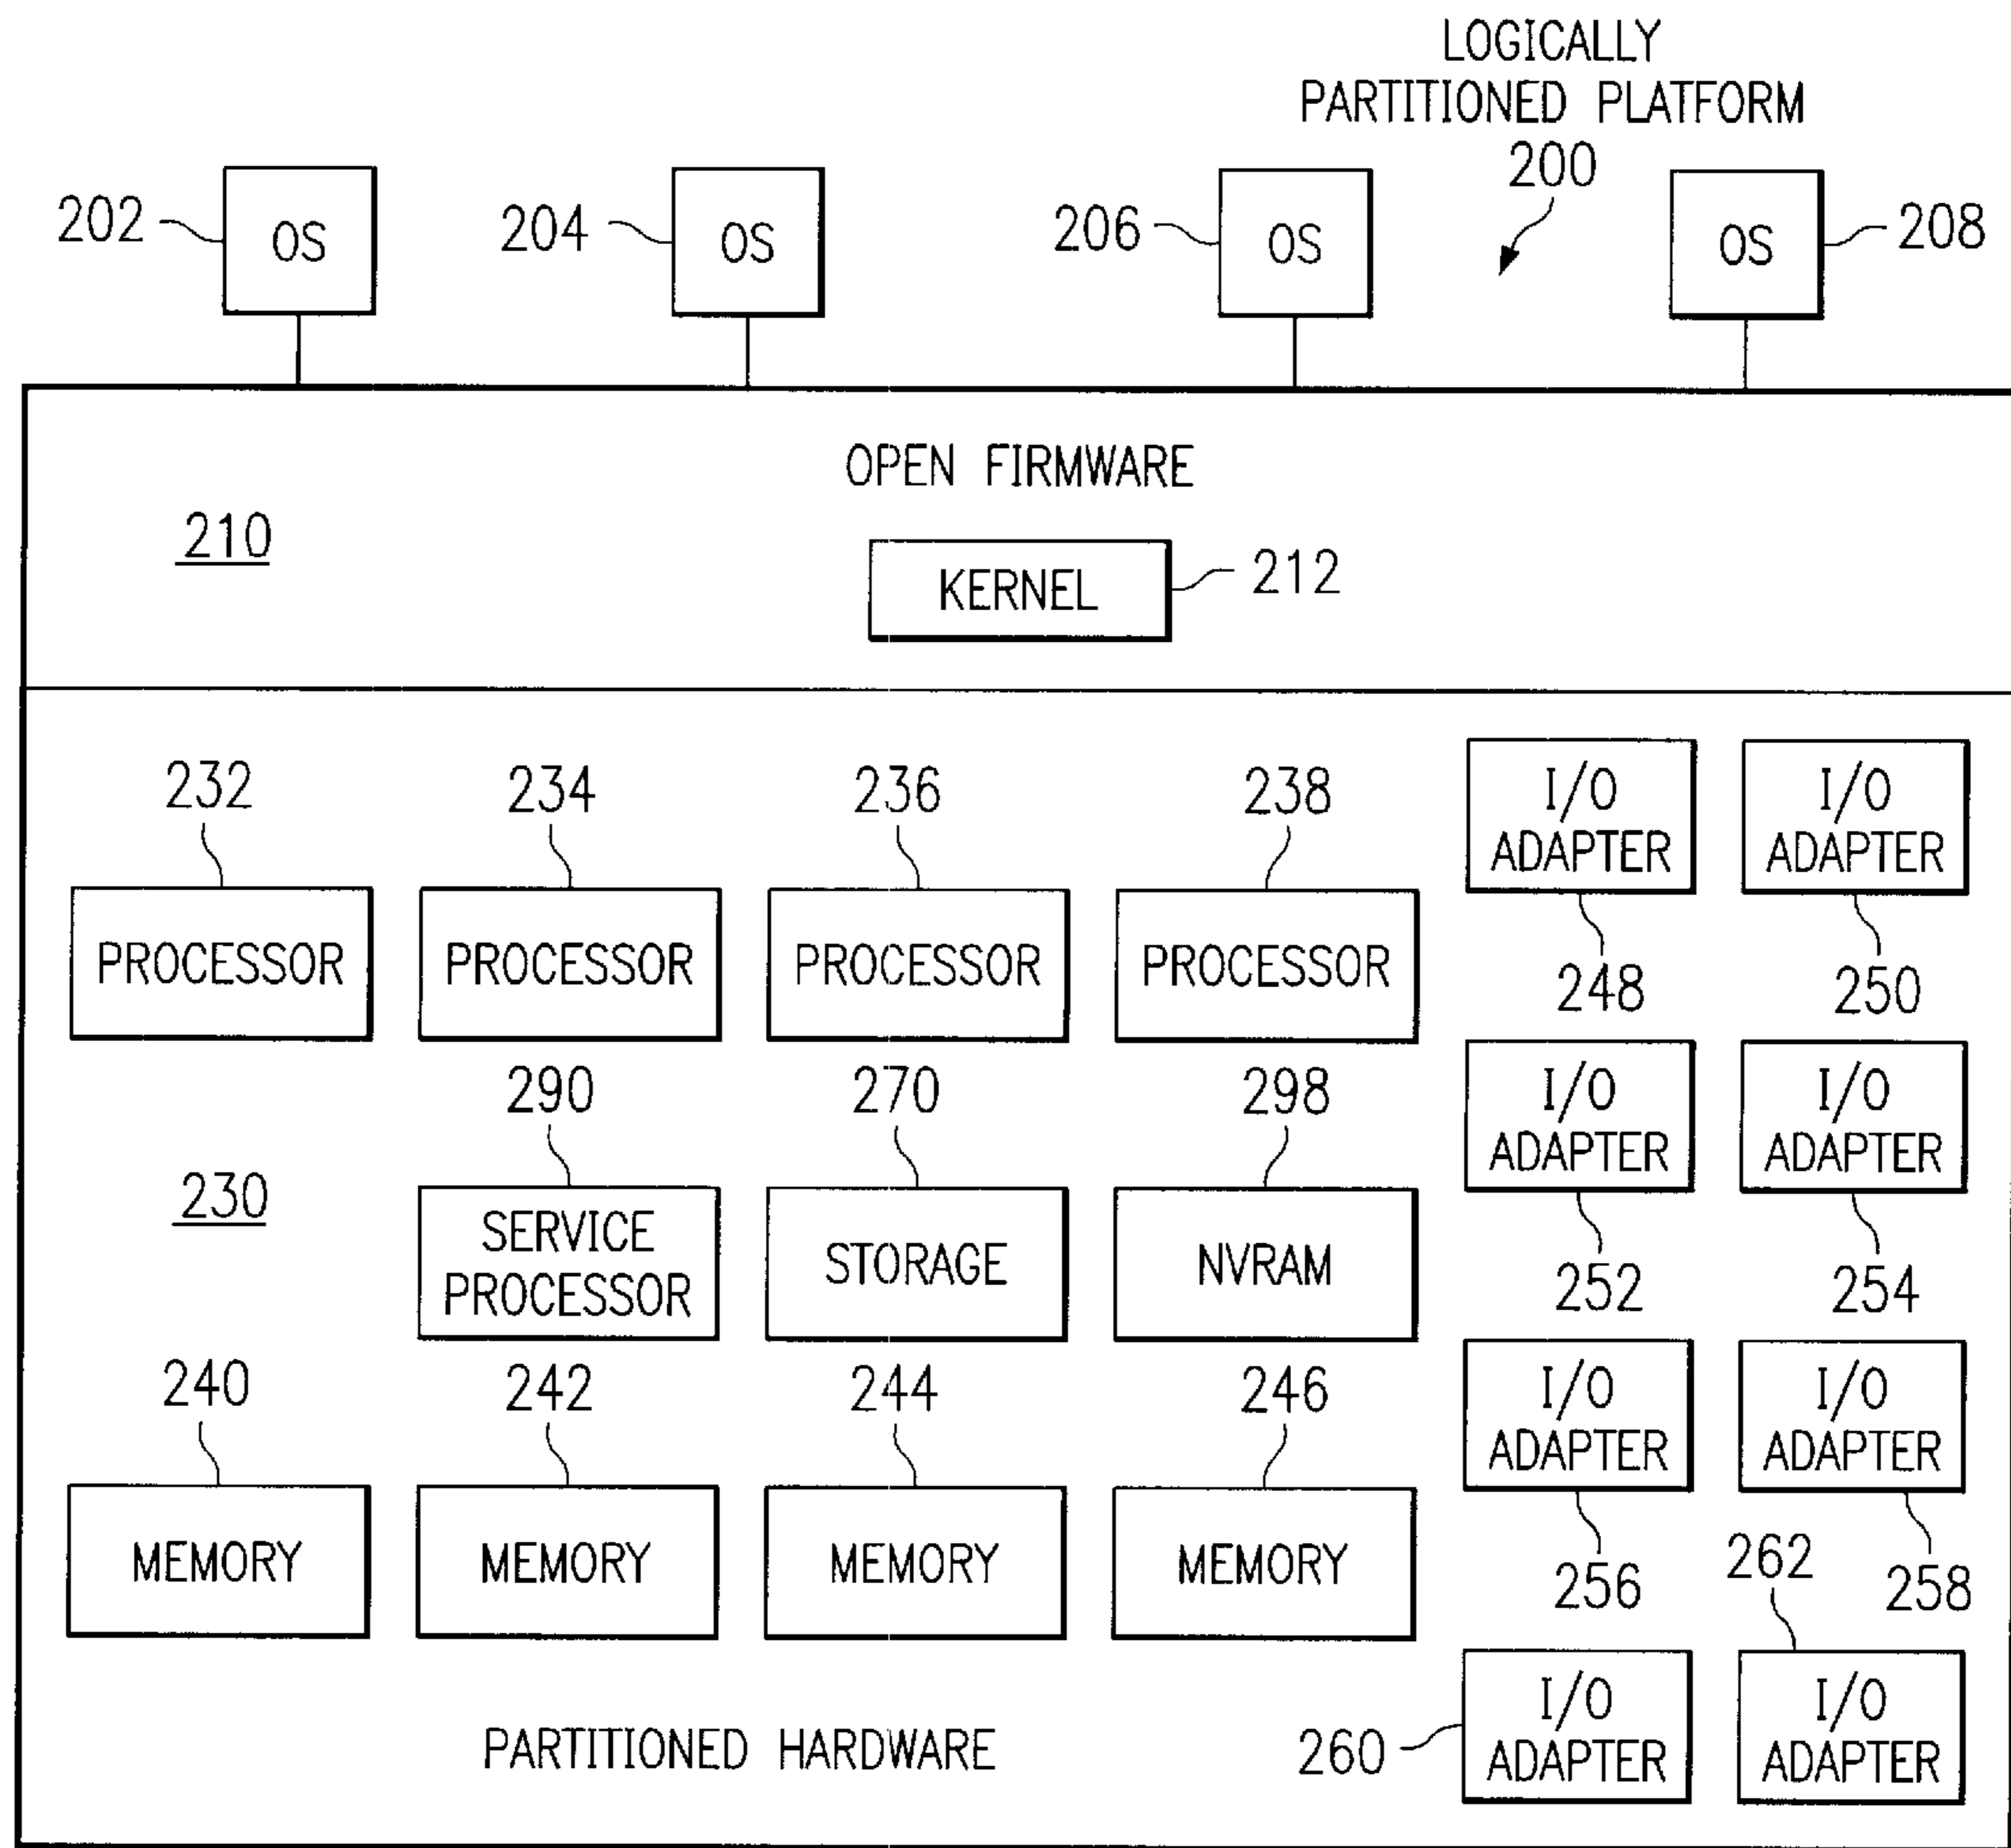 LOGICALLY
PARTITIONED PLATFORM
200
202
OS
204
OS
206
OS
OS
208
OPEN FIRMWARE
210
KERNEL
212
232
234
236
238
I/O
ADAPTER
I/O
ADAPTER
PROCESSOR
PROCESSOR
PROCESSOR
PROCESSOR
248
250
290
270
298
I/O
ADAPTER
I/O
ADAPTER
230
SERVICE
PROCESSOR
STORAGE
NVRAM
252
254
240
242
244
246
I/O
ADAPTER
I/O
ADAPTER
MEMORY
MEMORY
MEMORY
MEMORY
256
262
258
PARTITIONED HARDWARE
260
I/O
ADAPTER
I/O
ADAPTER